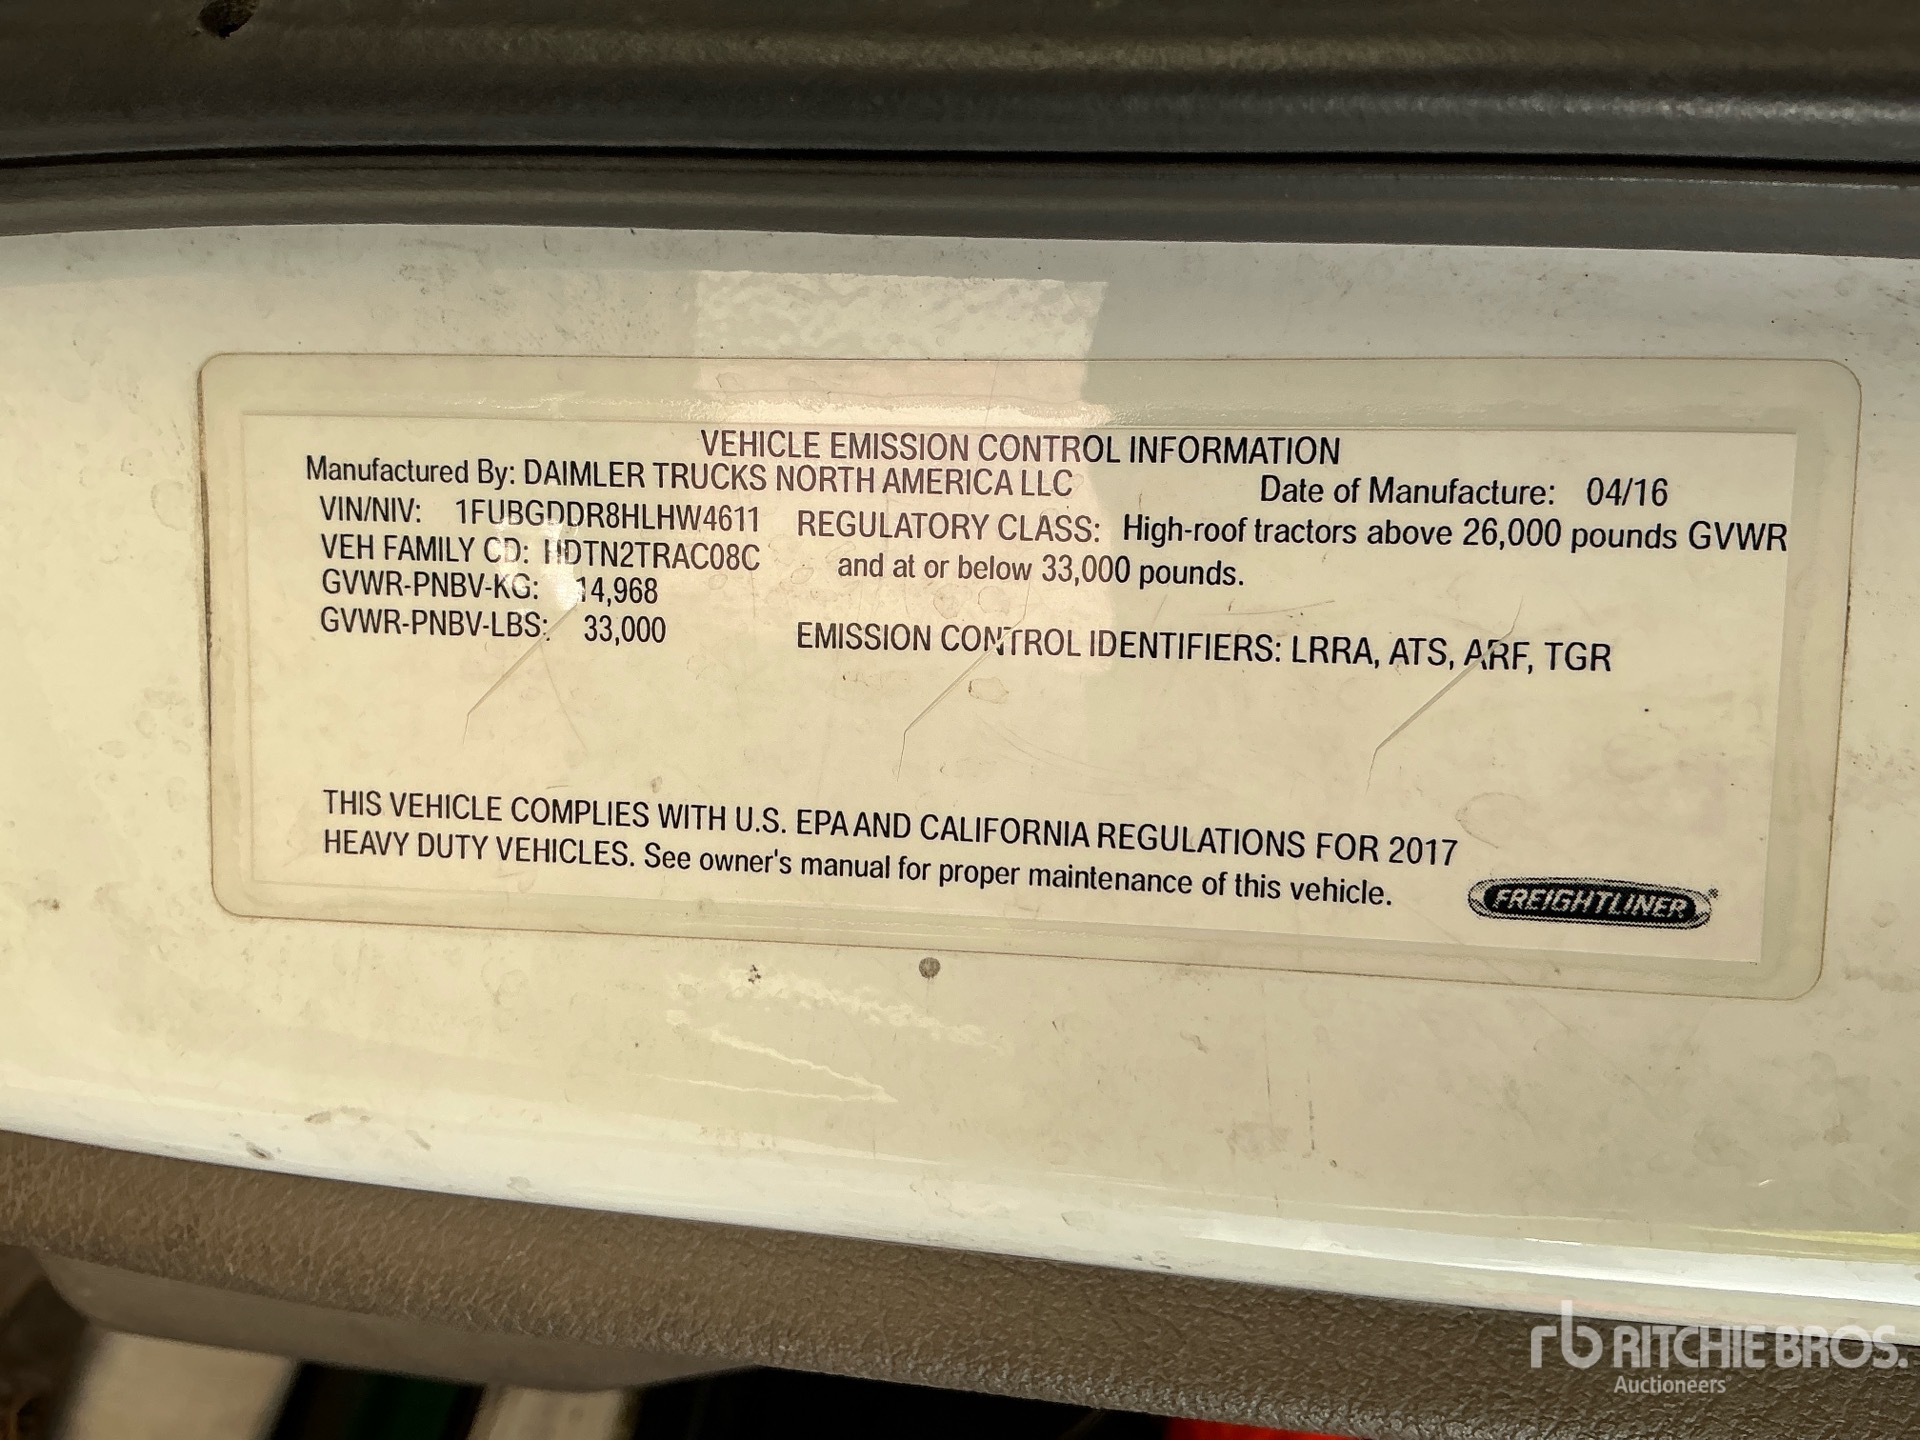 VEHICLE EMISSION CONTROL INFORMATION
Manufactured By: DAIMLER TRUCKS NORTH AMERICA LLC
Date of Manufacture: 04/16
VIN/NIV: 1FUBGDDR8HLHW4611
REGULATORY CLASS: High-roof tractors above 26,000 pounds GVWR
and at or below 33,000 pounds.
VEH FAMILY CD: HDTN2TRAC08C
GVWR-PNBV-KG: 14,968
GVWR-PNBV-LBS: 33,000
EMISSION CONTROL IDENTIFIERS: LRRA, ATS, ARF, TGR
THIS VEHICLE COMPLIES WITH U.S. EPA AND CALIFORNIA REGULATIONS FOR 2017
HEAVY DUTY VEHICLES. See owner's manual for proper maintenance of this vehicle.
FREIGHTLINER
rb RITCHIE BROS.
Auctioneers